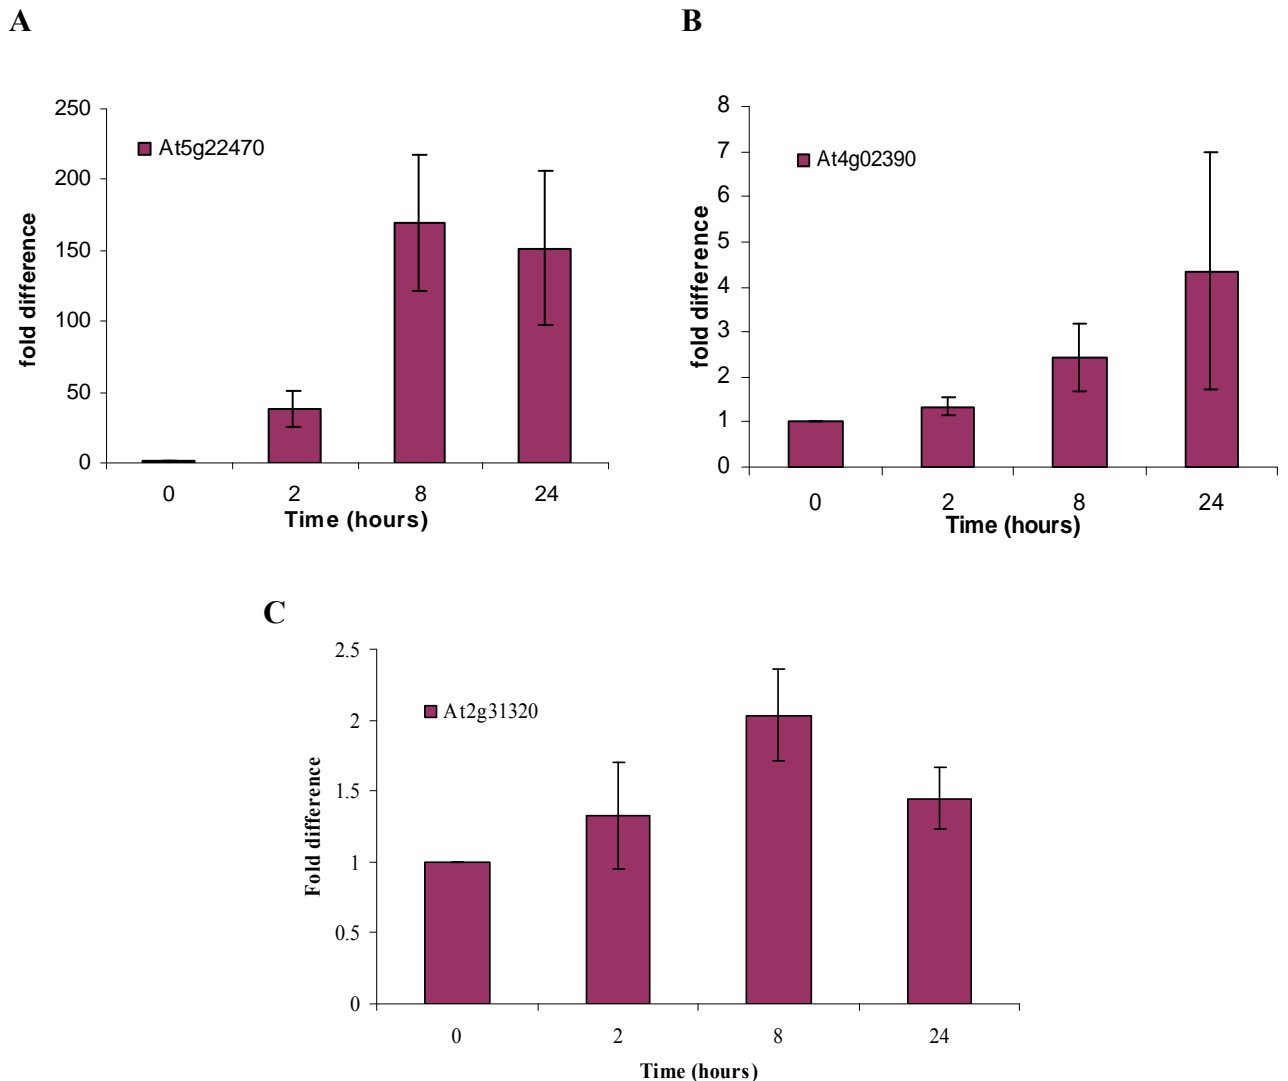 A
B
250
200
150
100
50
0
fold difference
At5g22470
0 2 8 24
Time (hours)
8
7
6
5
4
3
2
1
0
fold difference
At4g02390
0 2 8 24
Time (hours)
C
2.5
2
1.5
1
0.5
0
Fold difference
At2g31320
0 2 8 24
Time (hours)